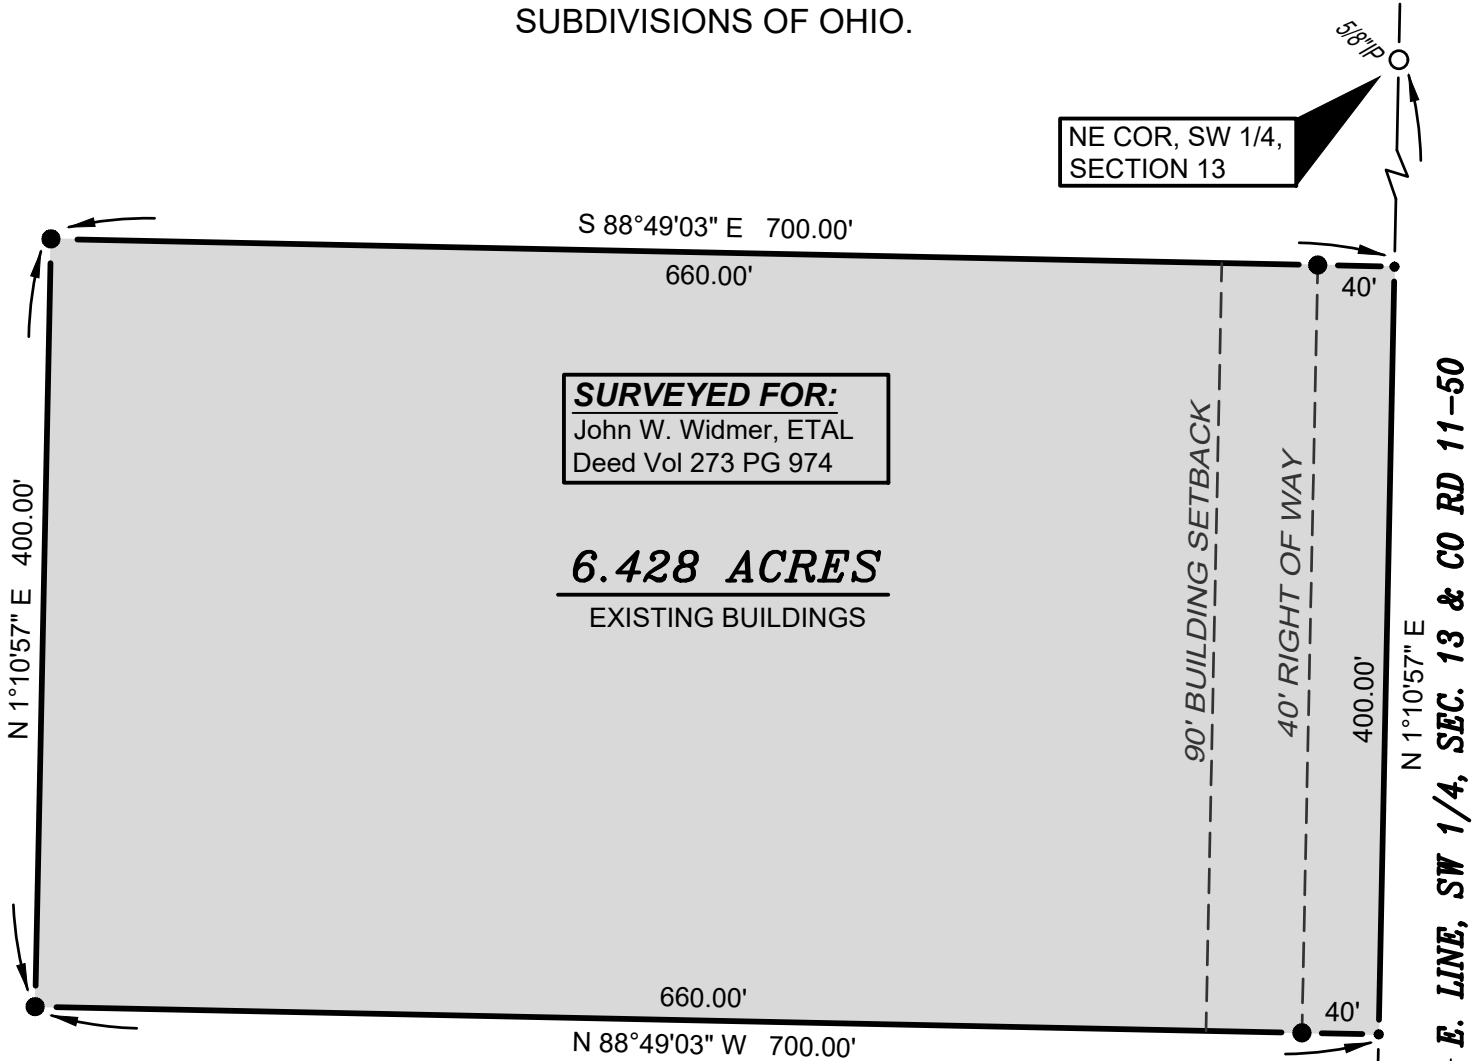 SUBDIVISIONS OF OHIO.
5/8"IP
NE COR, SW 1/4,
SECTION 13
S 88°49'03" E 700.00'
660.00'
40'
SURVEYED FOR:
John W. Widmer, ETAL
Deed Vol 273 PG 974
6.428 ACRES
EXISTING BUILDINGS
N 1°10'57" E 400.00'
90' BUILDING SETBACK
40' RIGHT OF WAY
400.00'
N 1°10'57" E
E. LINE, SW 1/4, SEC. 13 & CO RD 11-50
660.00'
40'
N 88°49'03" W 700.00'